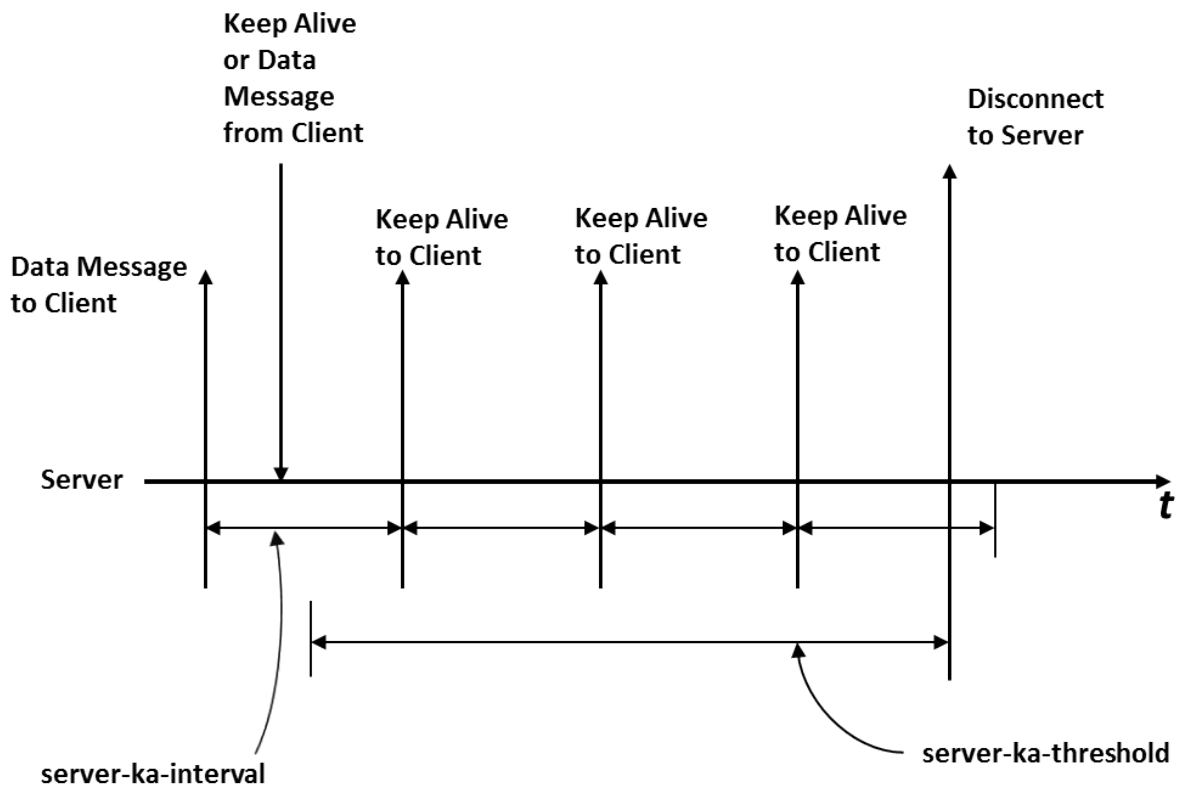 Keep Alive
or Data
Message
from Client
Disconnect
to Server
Keep Alive
to Client
Keep Alive
to Client
Keep Alive
to Client
Data Message
to Client
Server
t
server-ka-interval
server-ka-threshold